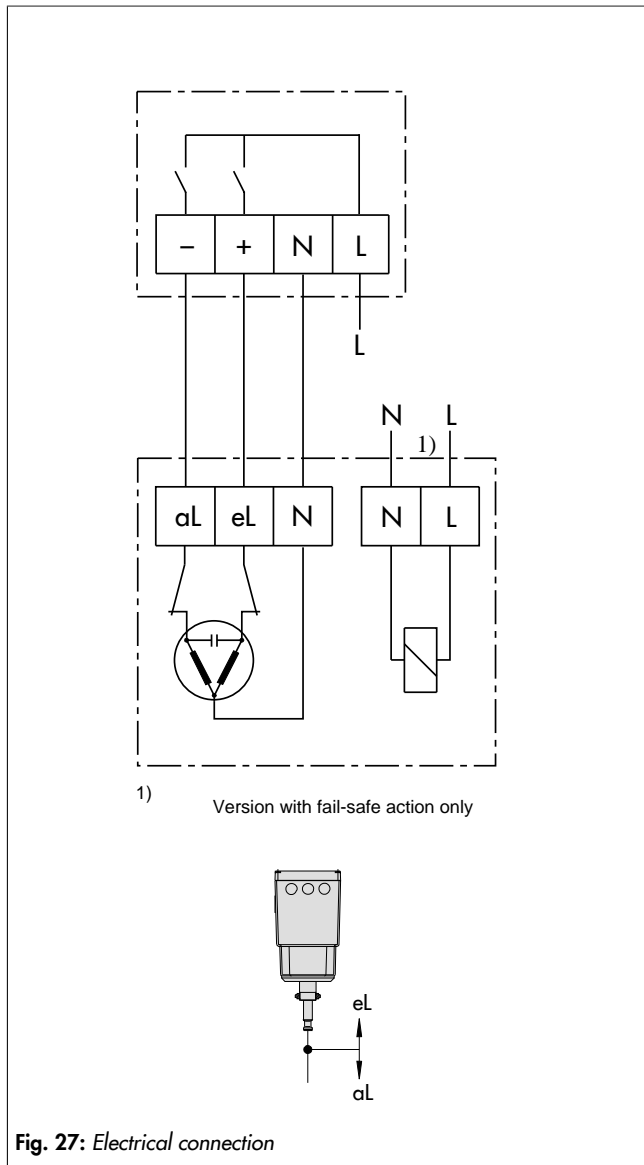 − + N L
L
N L
1)
aL eL N N L
1) Version with fail-safe action only
eL
aL
Fig. 27: Electrical connection